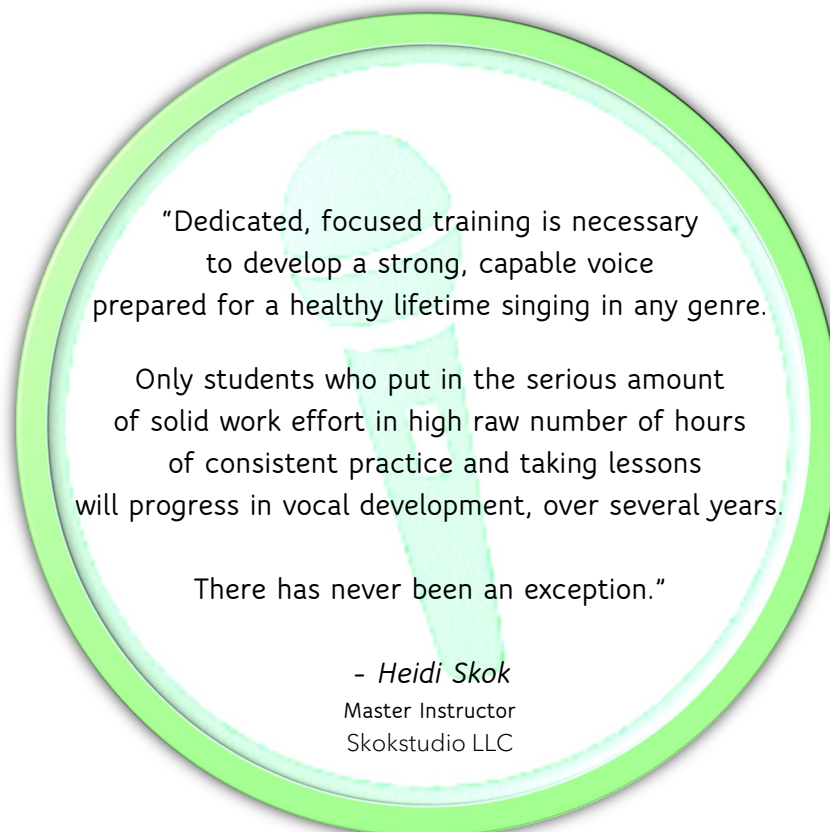 “Dedicated, focused training is necessary
to develop a strong, capable voice
prepared for a healthy lifetime singing in any genre.
Only students who put in the serious amount
of solid work effort in high raw number of hours
of consistent practice and taking lessons
will progress in vocal development, over several years.
There has never been an exception.”
- Heidi Skok
Master Instructor
Skokstudio LLC